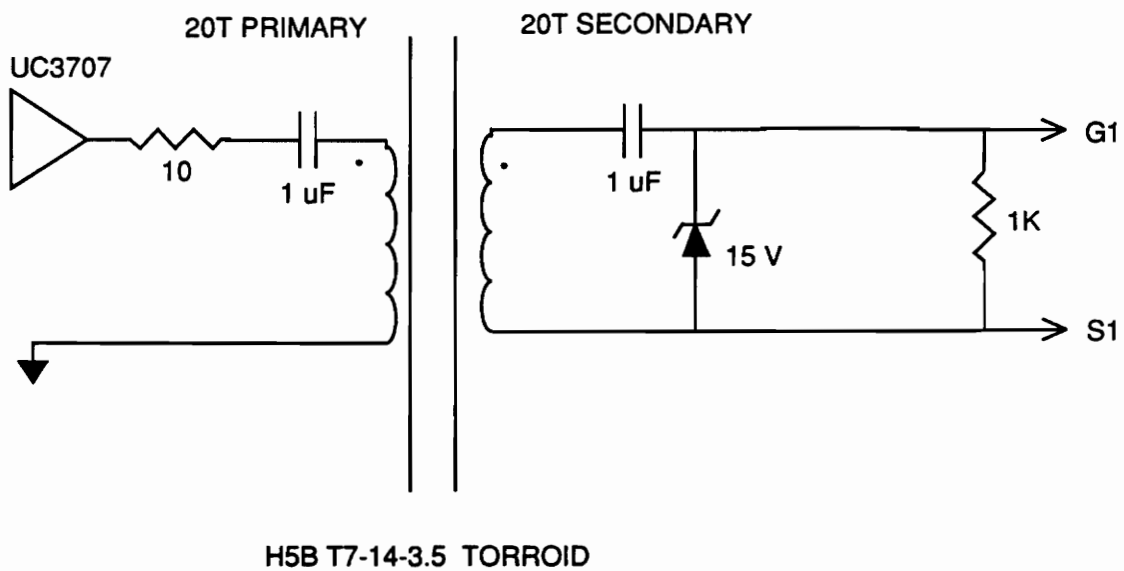 20T PRIMARY
20T SECONDARY
UC3707
10
1 uF
1 uF
15 V
1K
G1
S1
H5B T7-14-3.5 TORROID